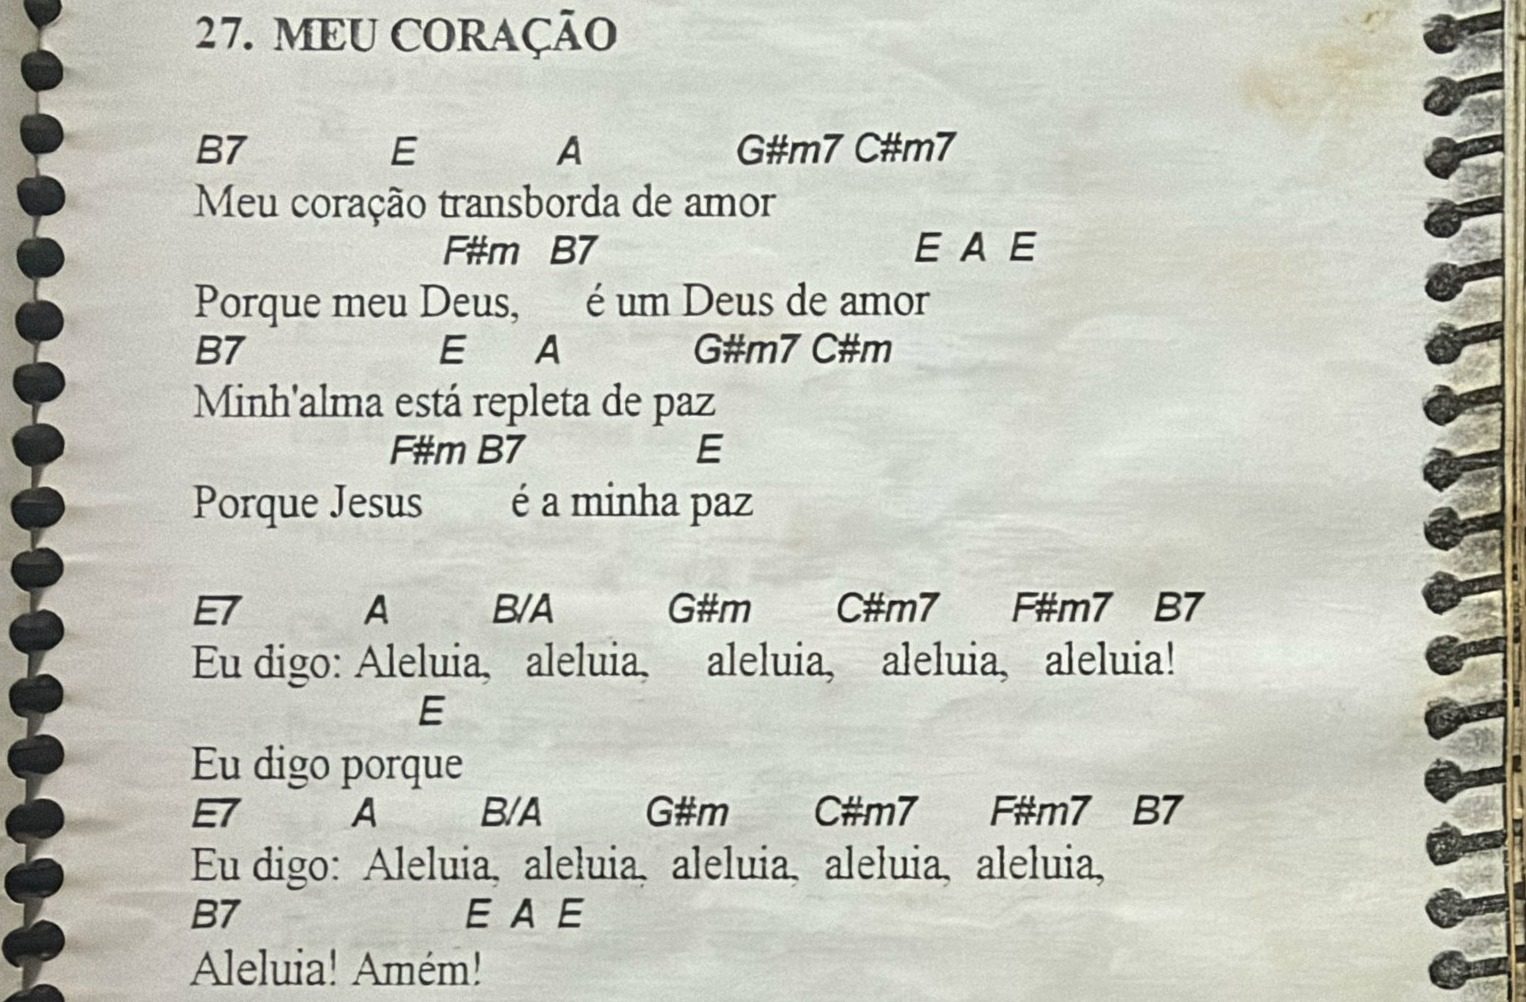 27. MEU CORAÇÃO
B7 E A G#m7 C#m7
Meu coração transborda de amor
F#m B7 E A E
Porque meu Deus, é um Deus de amor
B7 E A G#m7 C#m
Minh'alma está repleta de paz
F#m B7 E
Porque Jesus é a minha paz
E7 A B/A G#m C#m7 F#m7 B7
Eu digo: Aleluia, aleluia, aleluia, aleluia, aleluia!
E
Eu digo porque
E7 A B/A G#m C#m7 F#m7 B7
Eu digo: Aleluia, aleluia, aleluia, aleluia, aleluia,
B7 E A E
Aleluia! Amém!